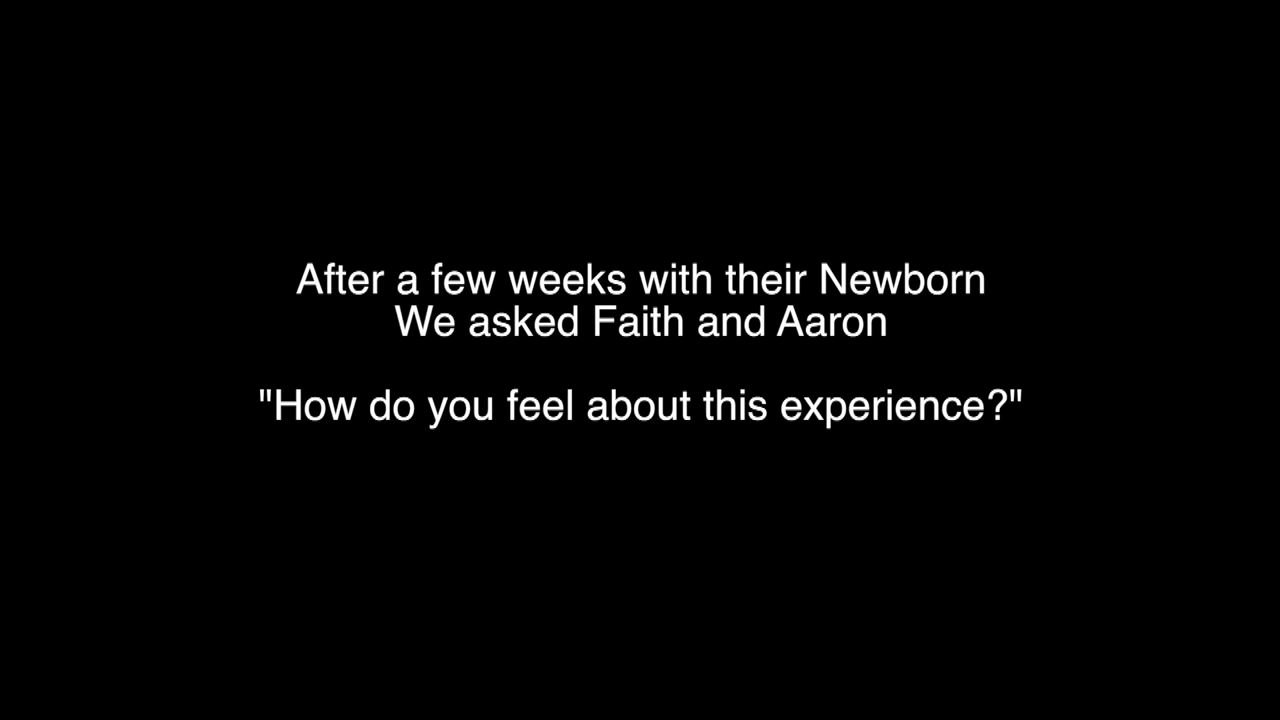 After a few weeks with their Newborn
We asked Faith and Aaron
"How do you feel about this experience?"